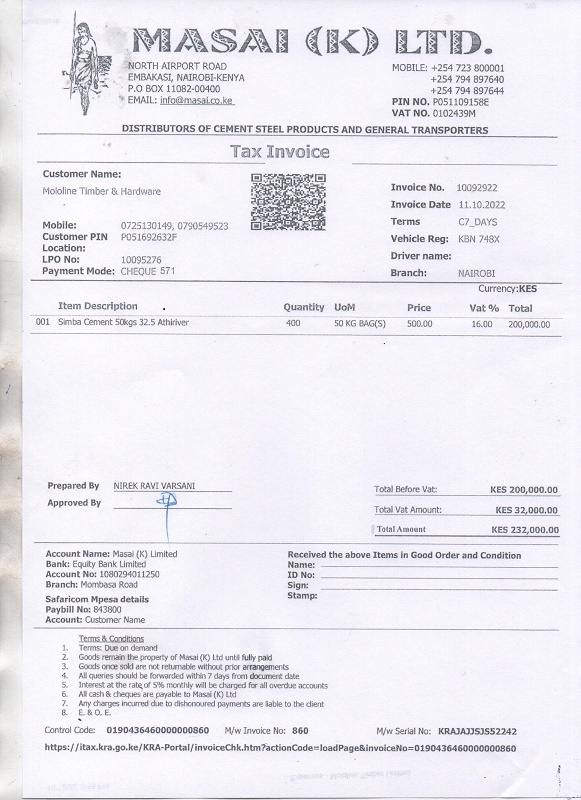 MASAI (K) LTD.
NORTH AIRPORT ROAD
EMBAKASI, NAIROBI-KENYA
P.O BOX 11082-00400
EMAIL: info@masai.co.ke
MOBILE: +254 723 800001
+254 794 897640
+254 794 897644
PIN NO. P051109158E
VAT NO. 0102439M
DISTRIBUTORS OF CEMENT STEEL PRODUCTS AND GENERAL TRANSPORTERS
Tax Invoice
Customer Name:
Mololine Timber & Hardware
Mobile: 0725130149, 0790549523
Customer PIN P051692632F
Location:
LPO No: 10095276
Payment Mode: CHEQUE 571
Invoice No. 10092922
Invoice Date 11.10.2022
Terms C7_DAYS
Vehicle Reg: KBN 748X
Driver name:
Branch: NAIROBI
Currency:KES
Item Description Quantity UoM Price Vat % Total
001 Simba Cement 50kgs 32.5 Athiriver 400 50 KG BAG(S) 500.00 16.00 200,000.00
Prepared By NIREK RAVI VARSANI
Approved By
Total Before Vat: KES 200,000.00
Total Vat Amount: KES 32,000.00
Total Amount KES 232,000.00
Account Name: Masai (K) Limited
Bank: Equity Bank Limited
Account No: 1080294011250
Branch: Mombasa Road
Safaricom Mpesa details
Paybill No: 843800
Account: Customer Name
Received the above Items in Good Order and Condition
Name:
ID No:
Sign:
Stamp:
Terms & Conditions
1. Terms: Due on demand
2. Goods remain the property of Masai (K) Ltd until fully paid
3. Goods once sold are not returnable without prior arrangements
4. All queries should be forwarded within 7 days from document date
5. Interest at the rate of 5% monthly will be charged for all overdue accounts
6. All cash & cheques are payable to Masai (K) Ltd
7. Any charges incurred due to dishonoured payments are liable to the client
8. E. & O. E.
Control Code: 0190436460000000860 M/w Invoice No: 860 M/w Serial No: KRAJAJJSJS52242
https://itax.kra.go.ke/KRA-Portal/invoiceChk.htm?actionCode=loadPage&invoiceNo=0190436460000000860